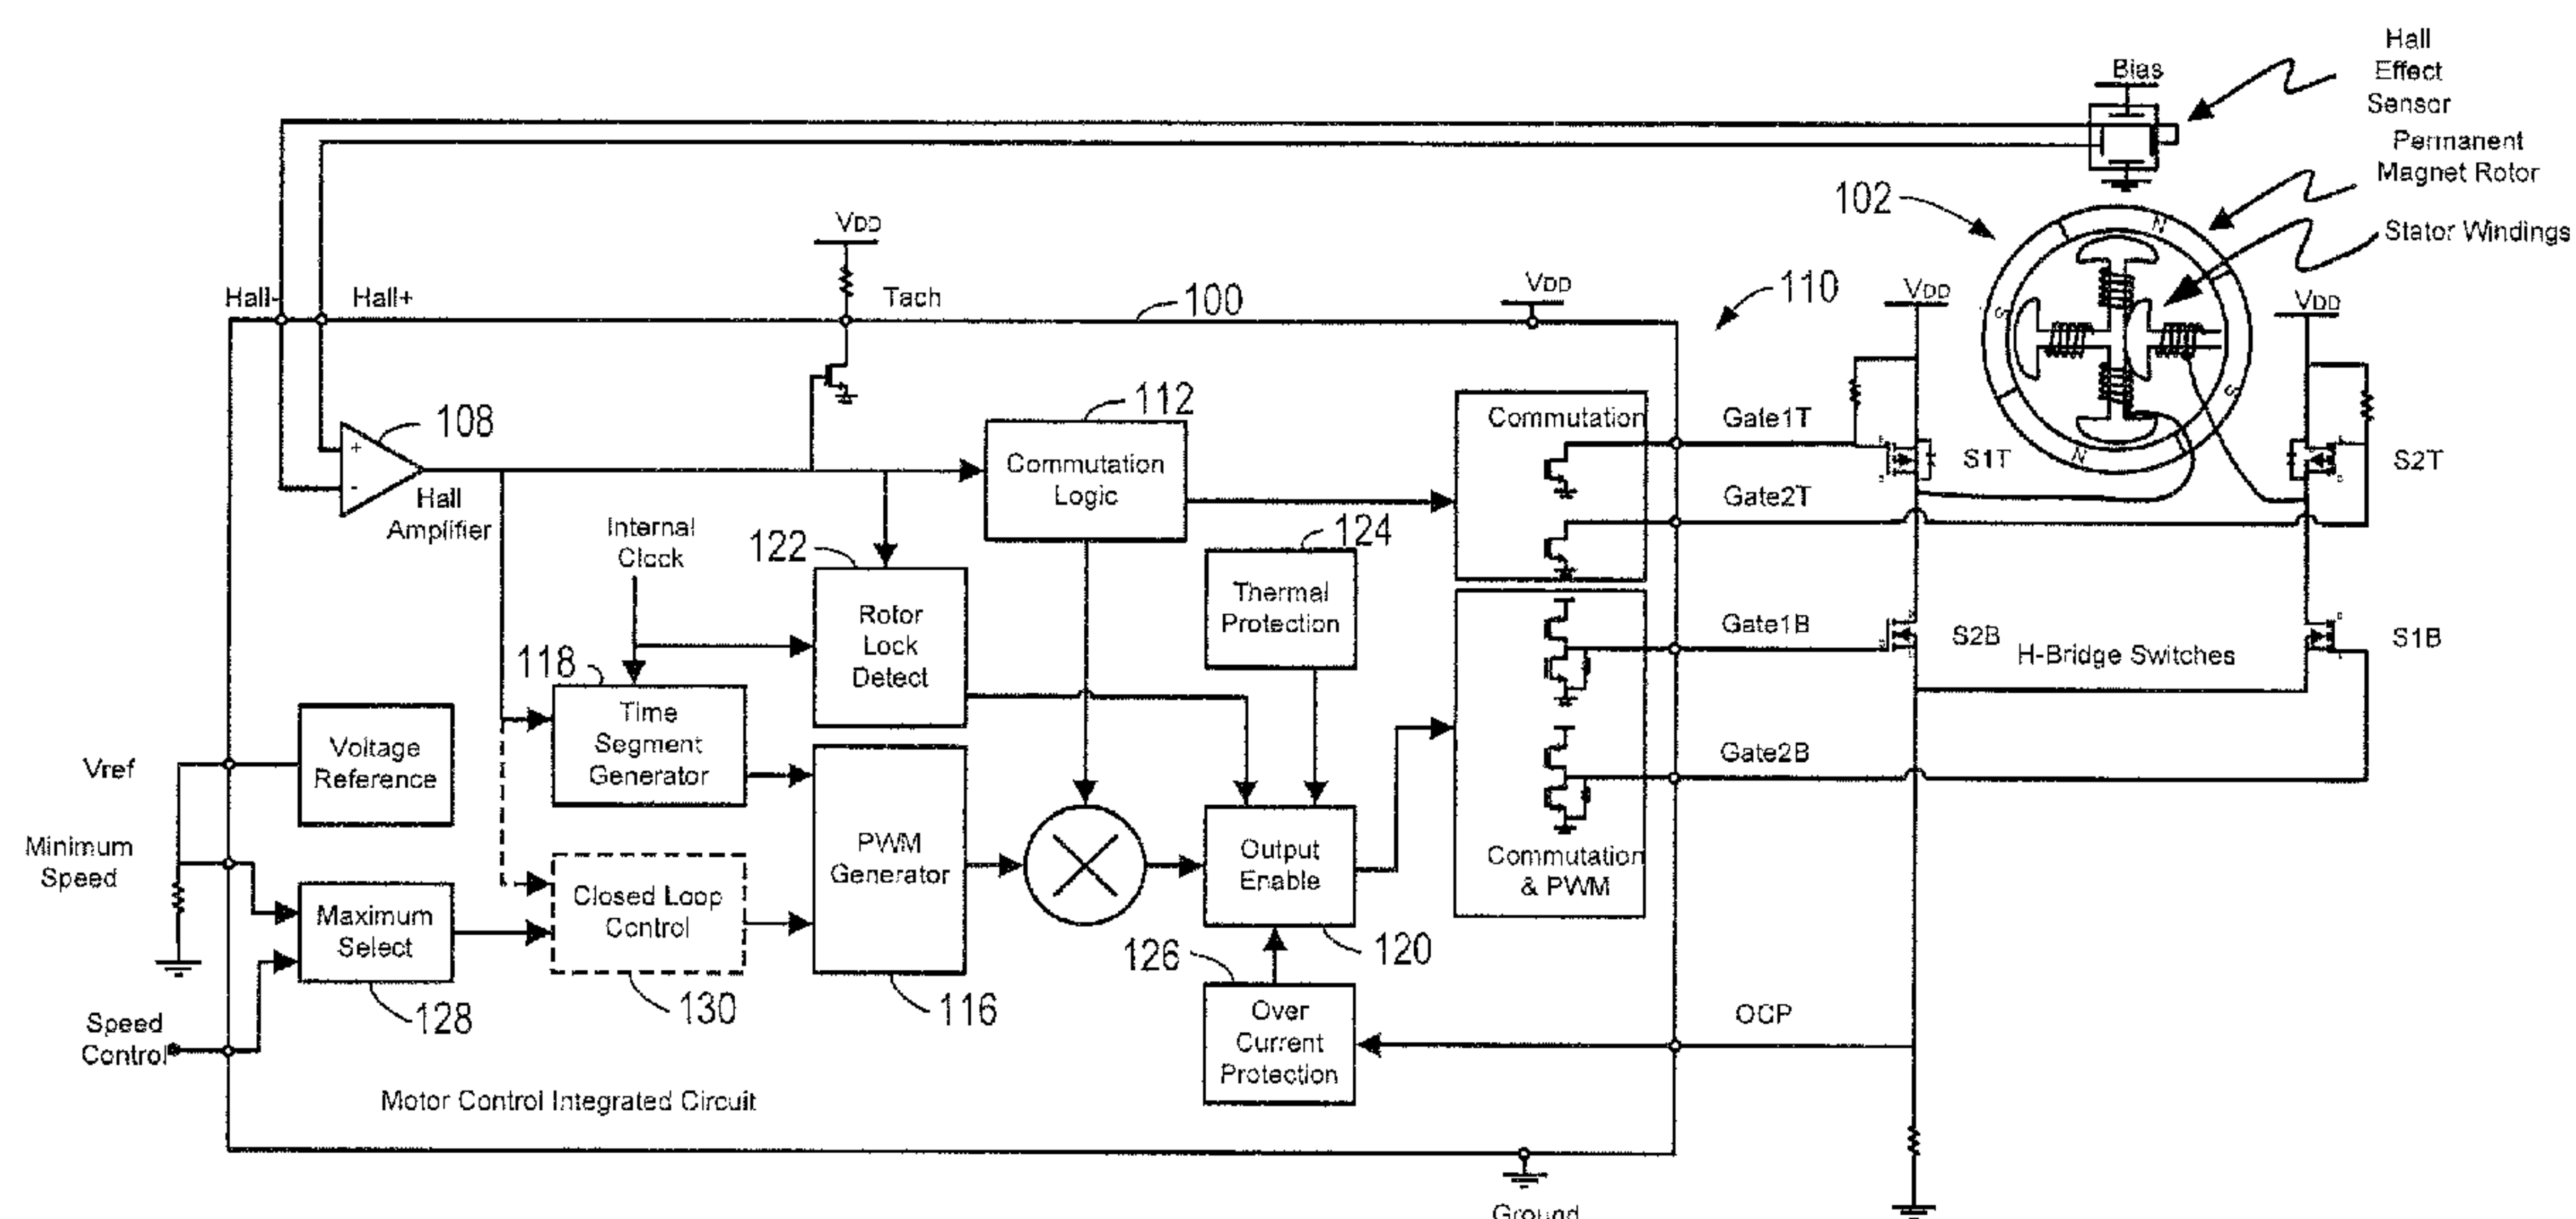 Hall
Effect
Sensor
Bias
Permanent
Magnet Rotor
102
Stator Windings
N
S
S
N
VDD
Hall-
Hall+
Tach
100
VDD
110
VDD
VDD
108
+
-
Hall
Amplifier
112
Commutation
Logic
Commutation
Gate1T
S1T
S2T
Gate2T
Internal
Clock
122
Rotor
Lock
Detect
124
Thermal
Protection
Gate1B
S2B
H-Bridge Switches
S1B
118
Time
Segment
Generator
Voltage
Reference
Vref
Gate2B
Minimum
Speed
PWM
Generator
Output
Enable
Commutation
& PWM
Closed Loop
Control
Maximum
Select
126
120
128
130
116
Speed
Control
Over
Current
Protection
OCP
Motor Control Integrated Circuit
Ground